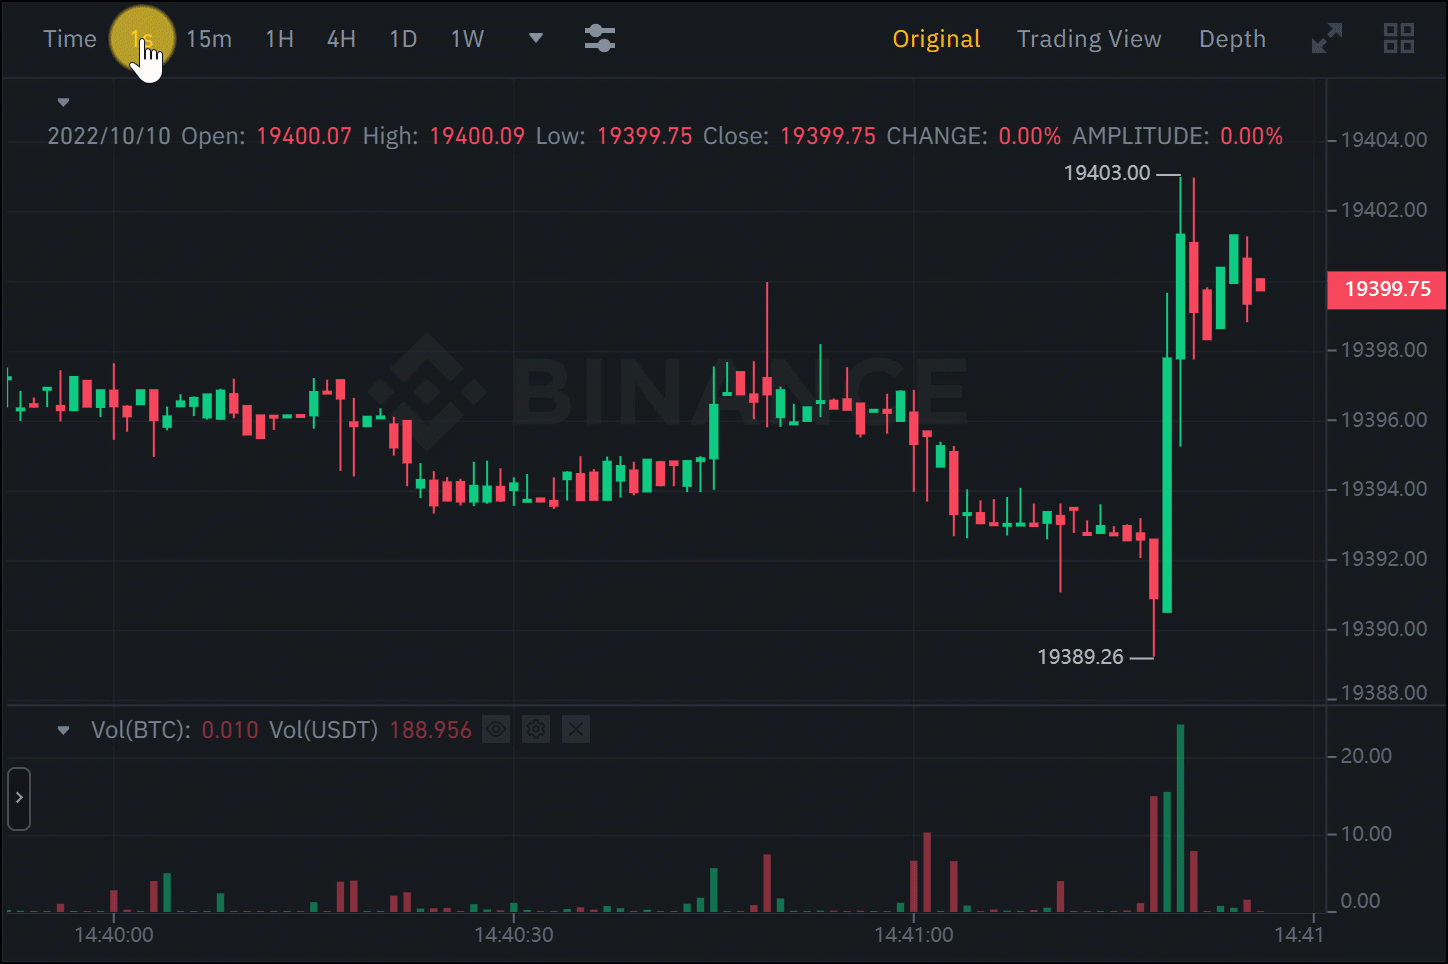 Time 1s 15m 1H 4H 1D 1W Original Trading View Depth
2022/10/10 Open: 19400.07 High: 19400.09 Low: 19399.75 Close: 19399.75 CHANGE: 0.00% AMPLITUDE: 0.00%
19404.00
19403.00
19402.00
19399.75
19398.00
BINANCE
19396.00
19394.00
19392.00
19390.00
19389.26
19388.00
Vol(BTC): 0.010 Vol(USDT) 188.956
20.00
10.00
0.00
14:40:00 14:40:30 14:41:00 14:41